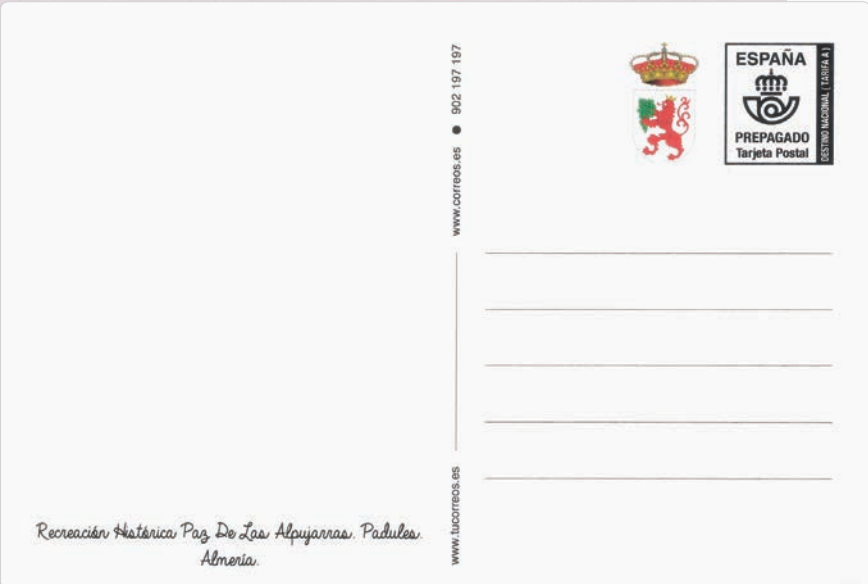 Recreación Histórica Paz De Las Alpujarras. Padules.
Almería.
www.tucorreos.es
www.correos.es ● 902 197 197
ESPAÑA
PREPAGADO
Tarjeta Postal
DESTINO NACIONAL (TARIFA A)